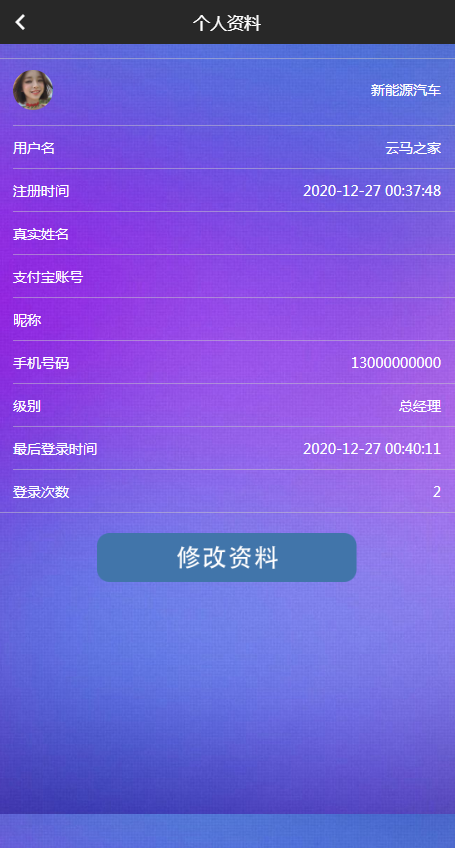 个人资料
新能源汽车
用户名 云马之家
注册时间 2020-12-27 00:37:48
真实姓名
支付宝账号
昵称
手机号码 13000000000
级别 总经理
最后登录时间 2020-12-27 00:40:11
登录次数 2
修改资料